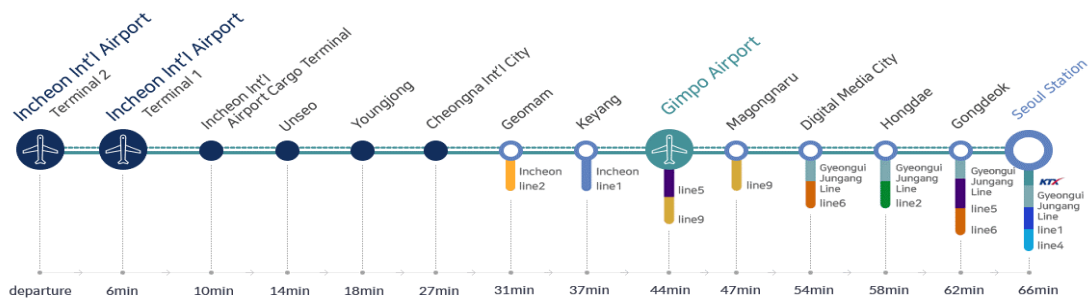 Incheon Int'l Airport
Terminal 2
Incheon Int'l Airport
Terminal 1
Incheon Int'l
Airport Cargo Terminal
Unseo
Youngjong
Cheongna Int'l City
Geomam
Keyang
Gimpo Airport
Magongnaru
Digital Media City
Hongdae
Gongdeok
Seoul Station
Incheon
line2
Incheon
line1
line5
line9
line9
Gyeongui
Jungang
Line
line6
Gyeongui
Jungang
Line
line2
Gyeongui
Jungang
Line
line5
line6
KTX
Gyeongui
Jungang
Line
line1
line4
departure
6min
10min
14min
18min
27min
31min
37min
44min
47min
54min
58min
62min
66min